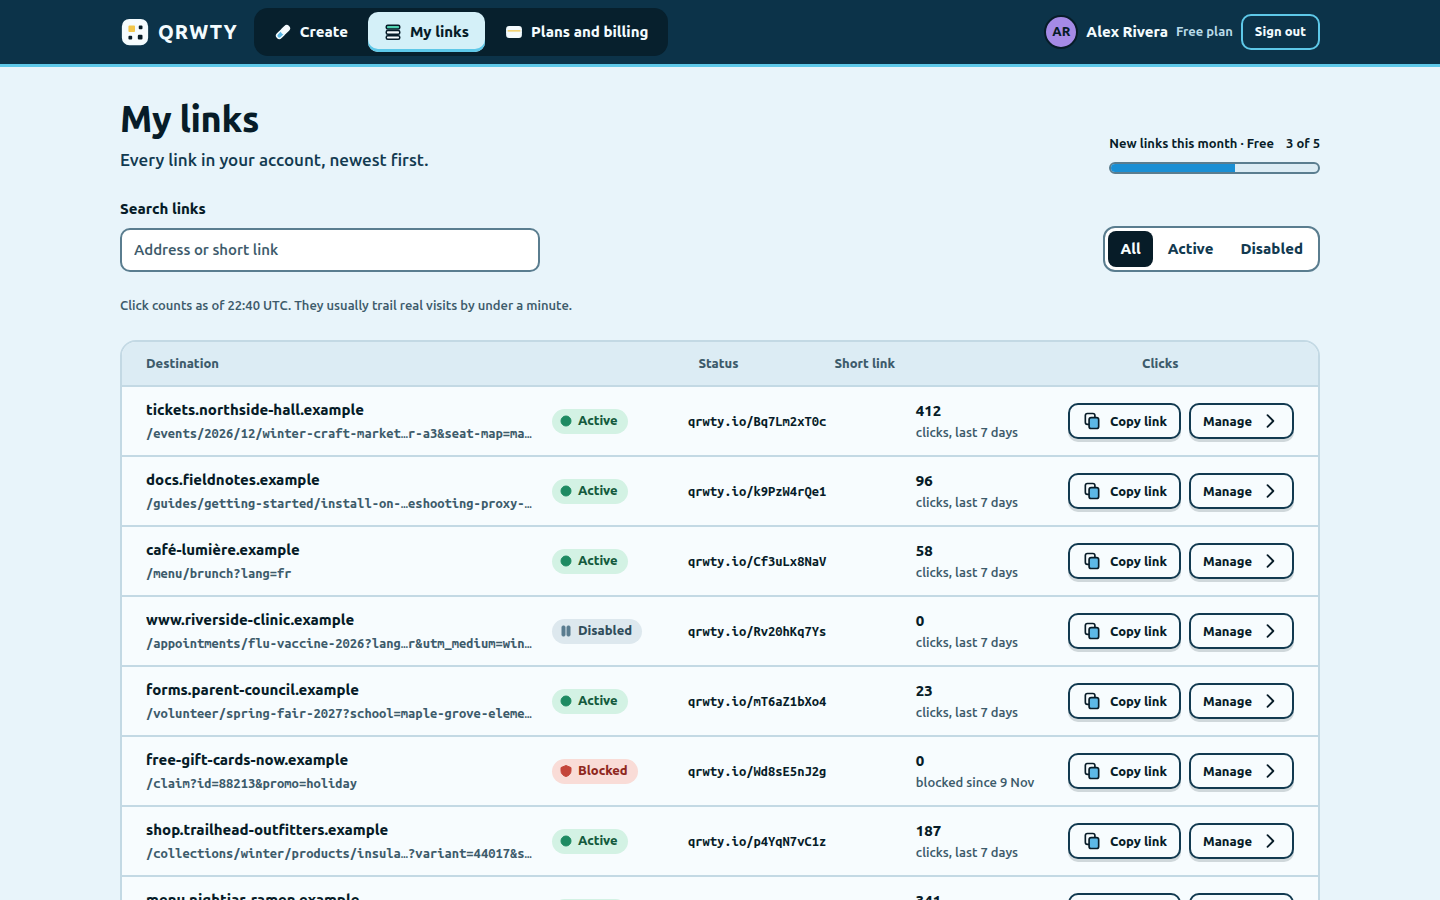 QRWTY
Create
My links
Plans and billing
AR
Alex Rivera
Free plan
Sign out
My links
Every link in your account, newest first.
New links this month · Free 3 of 5
Search links
Address or short link
All
Active
Disabled
Click counts as of 22:40 UTC. They usually trail real visits by under a minute.
Destination Status Short link Clicks
tickets.northside-hall.example
/events/2026/12/winter-craft-market…r-a3&seat-map=ma…
Active
qrwty.io/Bq7Lm2xT0c
412
clicks, last 7 days
Copy link
Manage
docs.fieldnotes.example
/guides/getting-started/install-on-…eshooting-proxy-…
Active
qrwty.io/k9PzW4rQe1
96
clicks, last 7 days
Copy link
Manage
café-lumière.example
/menu/brunch?lang=fr
Active
qrwty.io/Cf3uLx8NaV
58
clicks, last 7 days
Copy link
Manage
www.riverside-clinic.example
/appointments/flu-vaccine-2026?lang…r&utm_medium=win…
Disabled
qrwty.io/Rv20hKq7Ys
0
clicks, last 7 days
Copy link
Manage
forms.parent-council.example
/volunteer/spring-fair-2027?school=maple-grove-eleme…
Active
qrwty.io/mT6aZ1bXo4
23
clicks, last 7 days
Copy link
Manage
free-gift-cards-now.example
/claim?id=88213&promo=holiday
Blocked
qrwty.io/Wd8sE5nJ2g
0
blocked since 9 Nov
Copy link
Manage
shop.trailhead-outfitters.example
/collections/winter/products/insula…?variant=44017&s…
Active
qrwty.io/p4YqN7vC1z
187
clicks, last 7 days
Copy link
Manage
menu.nightjar-ramen.example
341